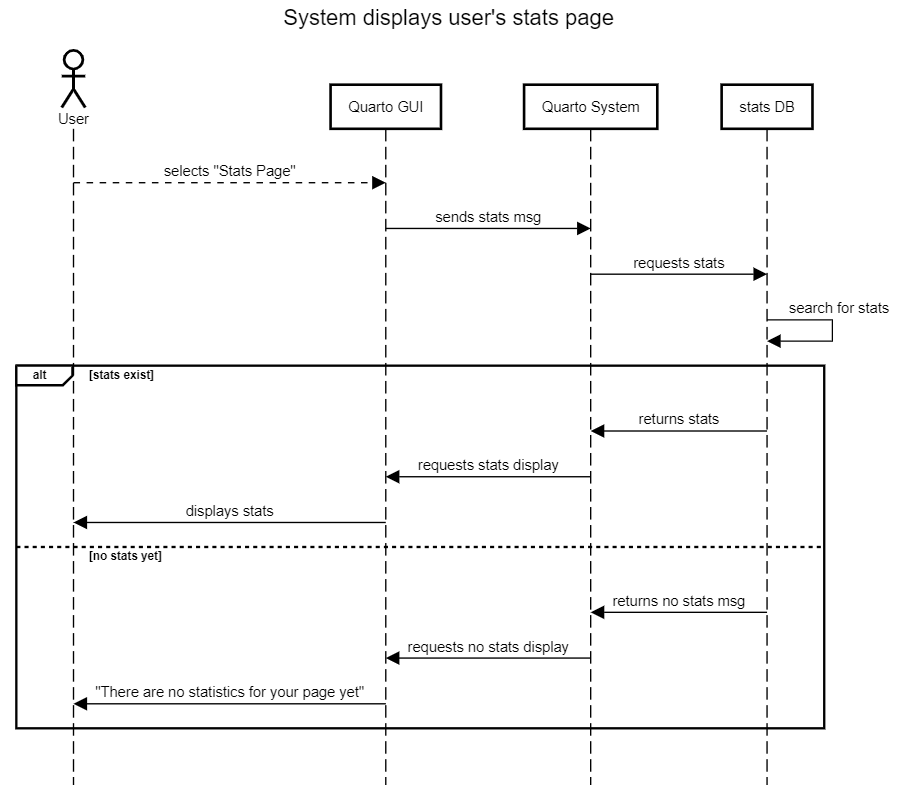 System displays user's stats page
User
Quarto GUI
Quarto System
stats DB
selects "Stats Page"
sends stats msg
requests stats
search for stats
alt
[stats exist]
returns stats
requests stats display
displays stats
[no stats yet]
returns no stats msg
requests no stats display
"There are no statistics for your page yet"